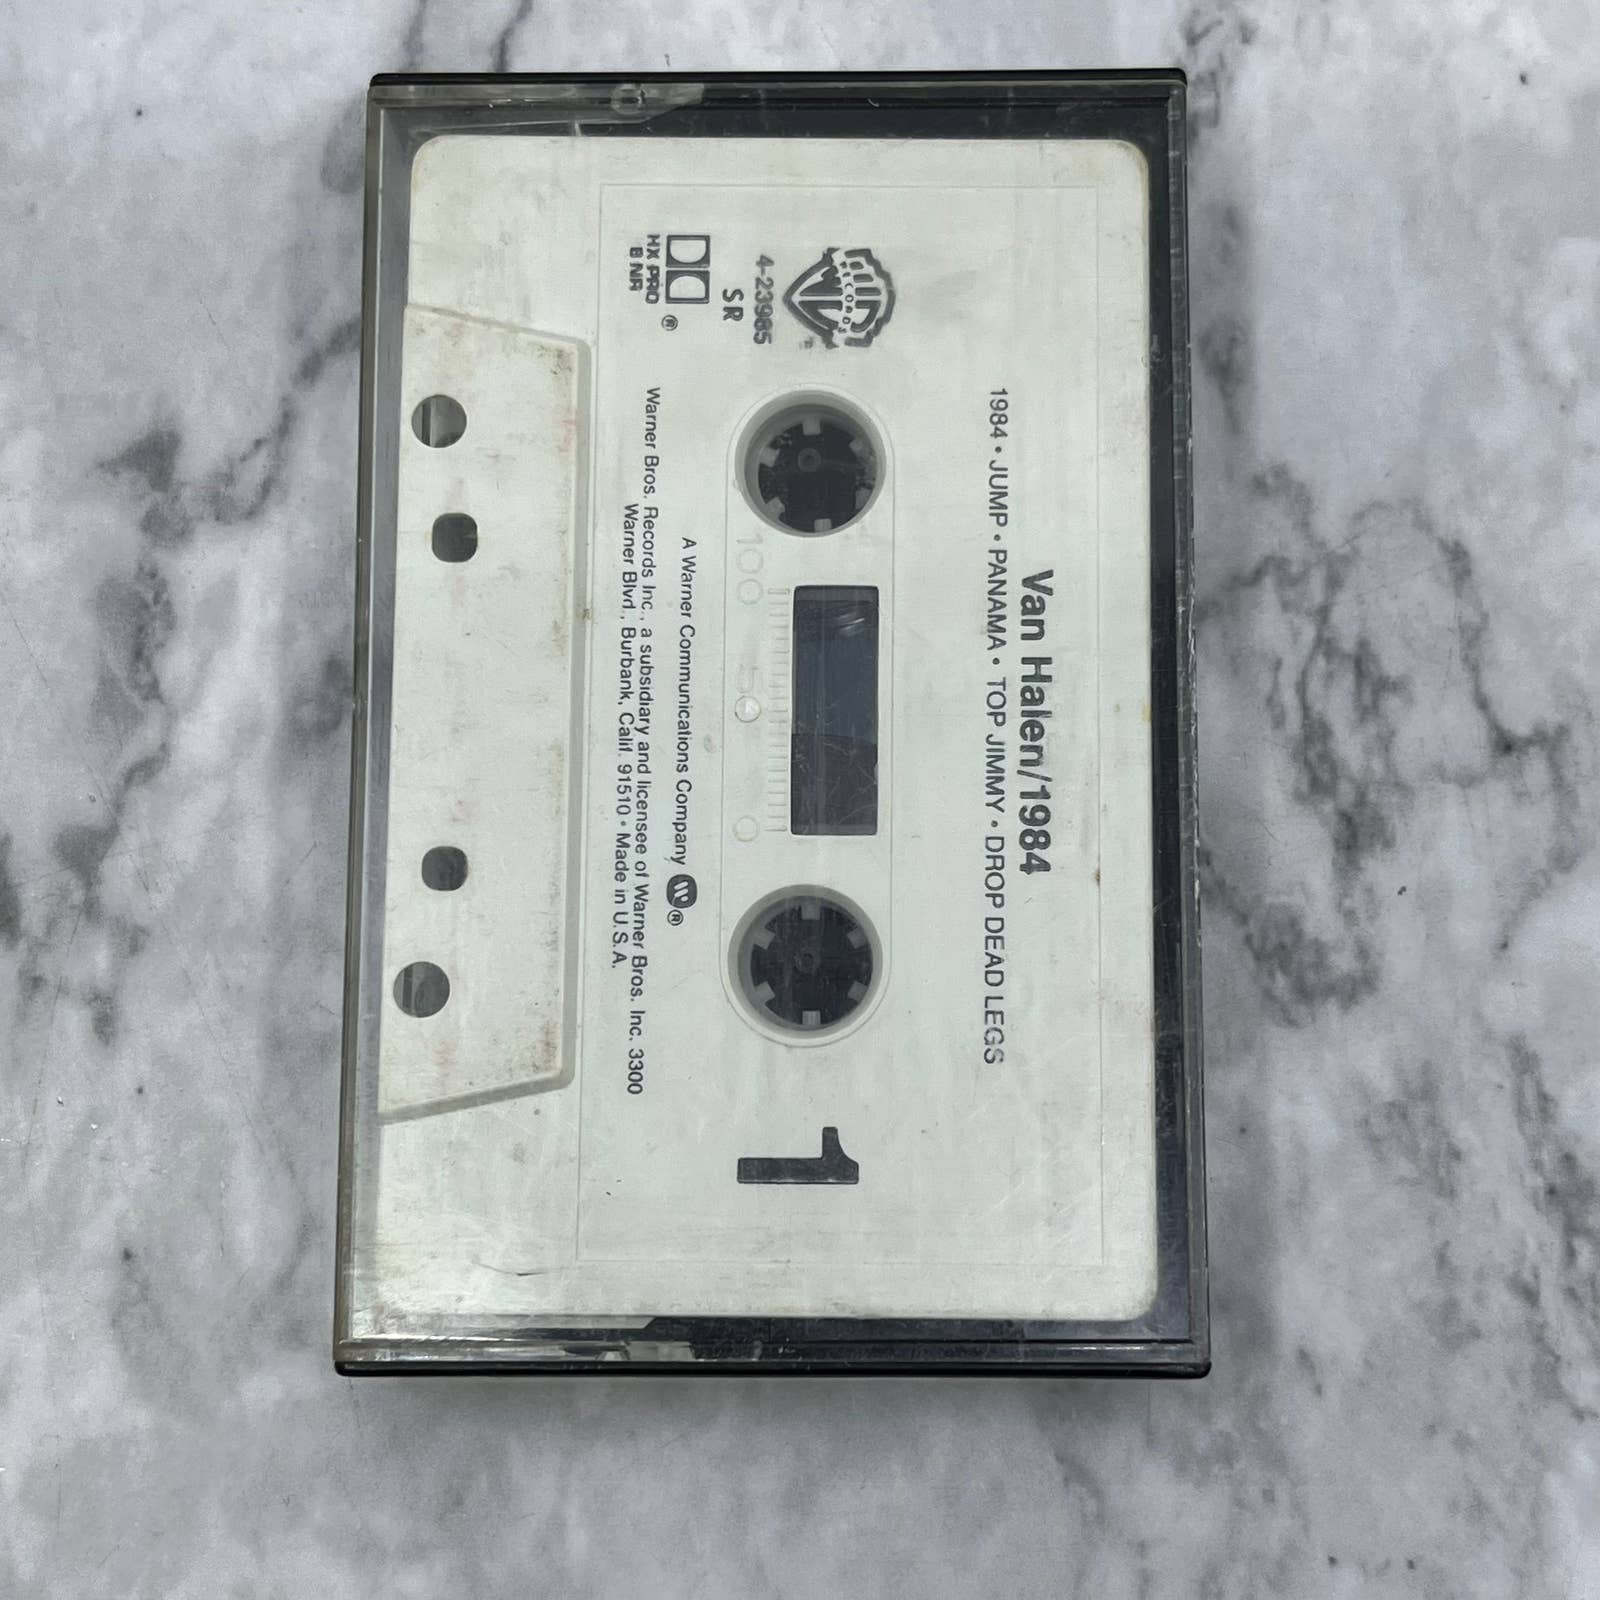 Van Halen/1984
1984 • JUMP • PANAMA • TOP JIMMY • DROP DEAD LEGS
WB
RECORDS
®
4-23985
SR
®
HX PRO
B NR
100 50 0
1
A Warner Communications Company W®
Warner Bros. Records Inc., a subsidiary and licensee of Warner Bros. Inc. 3300
Warner Blvd., Burbank, Calif. 91510 • Made in U.S.A.